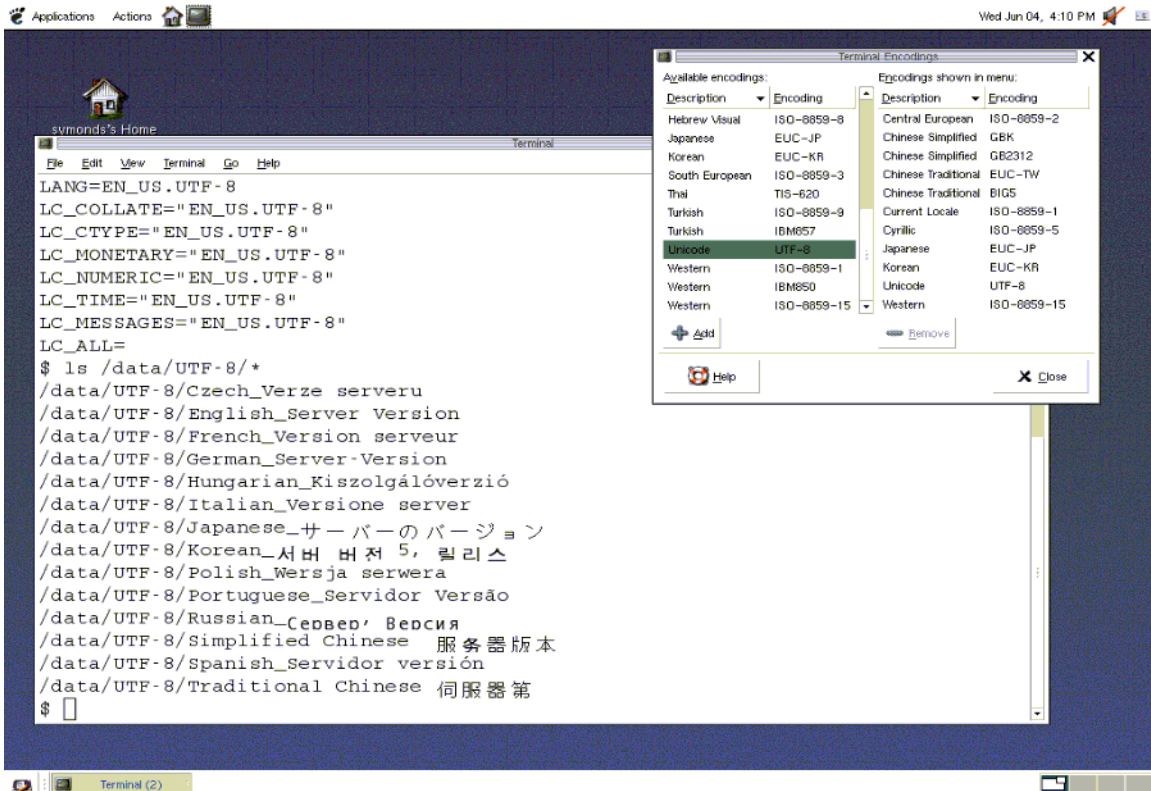 Applications Actions Wed Jun 04, 4:10 PM
symonds's Home
Terminal
File Edit View Terminal Go Help
LANG=EN_US.UTF-8
LC_COLLATE="EN_US.UTF-8"
LC_CTYPE="EN_US.UTF-8"
LC_MONETARY="EN_US.UTF-8"
LC_NUMERIC="EN_US.UTF-8"
LC_TIME="EN_US.UTF-8"
LC_MESSAGES="EN_US.UTF-8"
LC_ALL=
$ ls /data/UTF-8/*
/data/UTF-8/Czech_Verze serveru
/data/UTF-8/English_Server Version
/data/UTF-8/French_Version serveur
/data/UTF-8/German_Server-Version
/data/UTF-8/Hungarian_Kiszolgálóverzió
/data/UTF-8/Italian_Versione server
/data/UTF-8/Japanese_サーバーのバージョン
/data/UTF-8/Korean_서버 버전 5, 릴리스
/data/UTF-8/Polish_Wersja serwera
/data/UTF-8/Portuguese_Servidor Versão
/data/UTF-8/Russian_Сервер, Версия
/data/UTF-8/Simplified Chinese 服务器版本
/data/UTF-8/Spanish_Servidor versión
/data/UTF-8/Traditional Chinese 伺服器第
$
Terminal Encodings
Available encodings:
Description Encoding
Hebrew Visual ISO-8859-8
Japanese EUC-JP
Korean EUC-KR
South European ISO-8859-3
Thai TIS-620
Turkish ISO-8859-9
Turkish IBM857
Unicode UTF-8
Western ISO-8859-1
Western IBM850
Western ISO-8859-15
Add
Encodings shown in menu:
Description Encoding
Central European ISO-8859-2
Chinese Simplified GBK
Chinese Simplified GB2312
Chinese Traditional EUC-TW
Chinese Traditional BIG5
Current Locale ISO-8859-1
Cyrillic ISO-8859-5
Japanese EUC-JP
Korean EUC-KR
Unicode UTF-8
Western ISO-8859-15
Remove
Help
Close
Terminal (2)